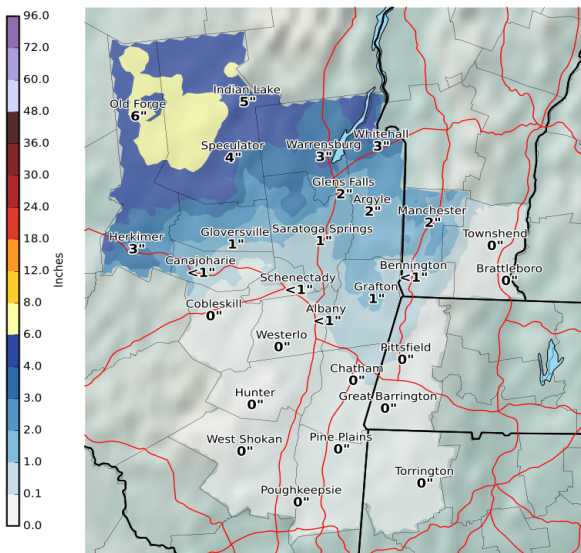 96.0
72.0
60.0
48.0
36.0
30.0
24.0
18.0
12.0
8.0
6.0
4.0
3.0
2.0
1.0
0.1
0.0
Inches
Old Forge
6"
Indian Lake
5"
Speculator
4"
Warrensburg
3"
Whitehall
3"
Glens Falls
2"
Argyle
2"
Manchester
2"
Townshend
0"
Herkimer
3"
Gloversville
1"
Saratoga Springs
1"
Canajoharie
<1"
Schenectady
<1"
Bennington
<1"
Brattleboro
0"
Grafton
1"
Cobleskill
0"
Albany
<1"
Westerlo
0"
Pittsfield
0"
Chatham
0"
Hunter
0"
Great Barrington
0"
West Shokan
0"
Pine Plains
0"
Torrington
0"
Poughkeepsie
0"